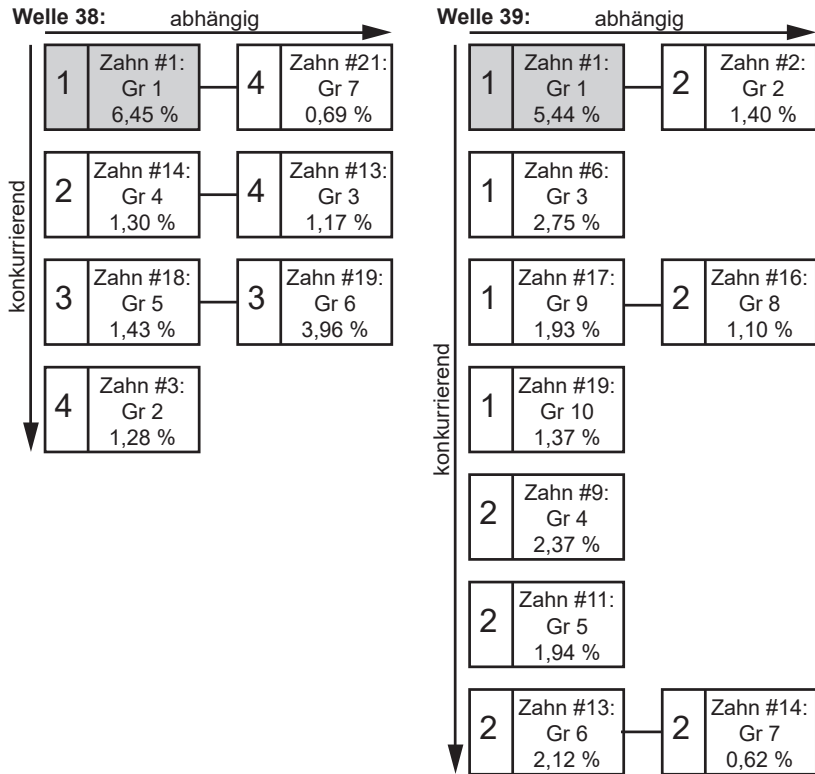 Welle 38:
abhängig
konkurrierend
1
Zahn #1:
Gr 1
6,45 %
4
Zahn #21:
Gr 7
0,69 %
2
Zahn #14:
Gr 4
1,30 %
4
Zahn #13:
Gr 3
1,17 %
3
Zahn #18:
Gr 5
1,43 %
3
Zahn #19:
Gr 6
3,96 %
4
Zahn #3:
Gr 2
1,28 %
Welle 39:
abhängig
konkurrierend
1
Zahn #1:
Gr 1
5,44 %
2
Zahn #2:
Gr 2
1,40 %
1
Zahn #6:
Gr 3
2,75 %
1
Zahn #17:
Gr 9
1,93 %
2
Zahn #16:
Gr 8
1,10 %
1
Zahn #19:
Gr 10
1,37 %
2
Zahn #9:
Gr 4
2,37 %
2
Zahn #11:
Gr 5
1,94 %
2
Zahn #13:
Gr 6
2,12 %
2
Zahn #14:
Gr 7
0,62 %